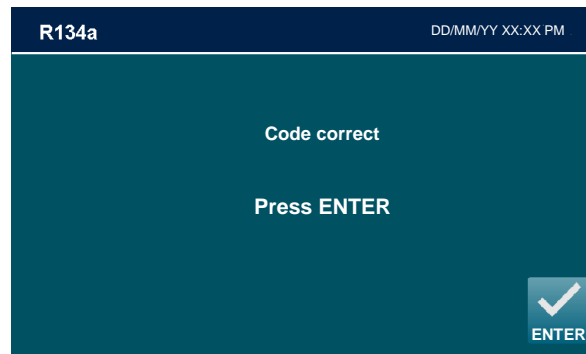 R134a
DD/MM/YY XX:XX PM
Code correct
Press ENTER
ENTER